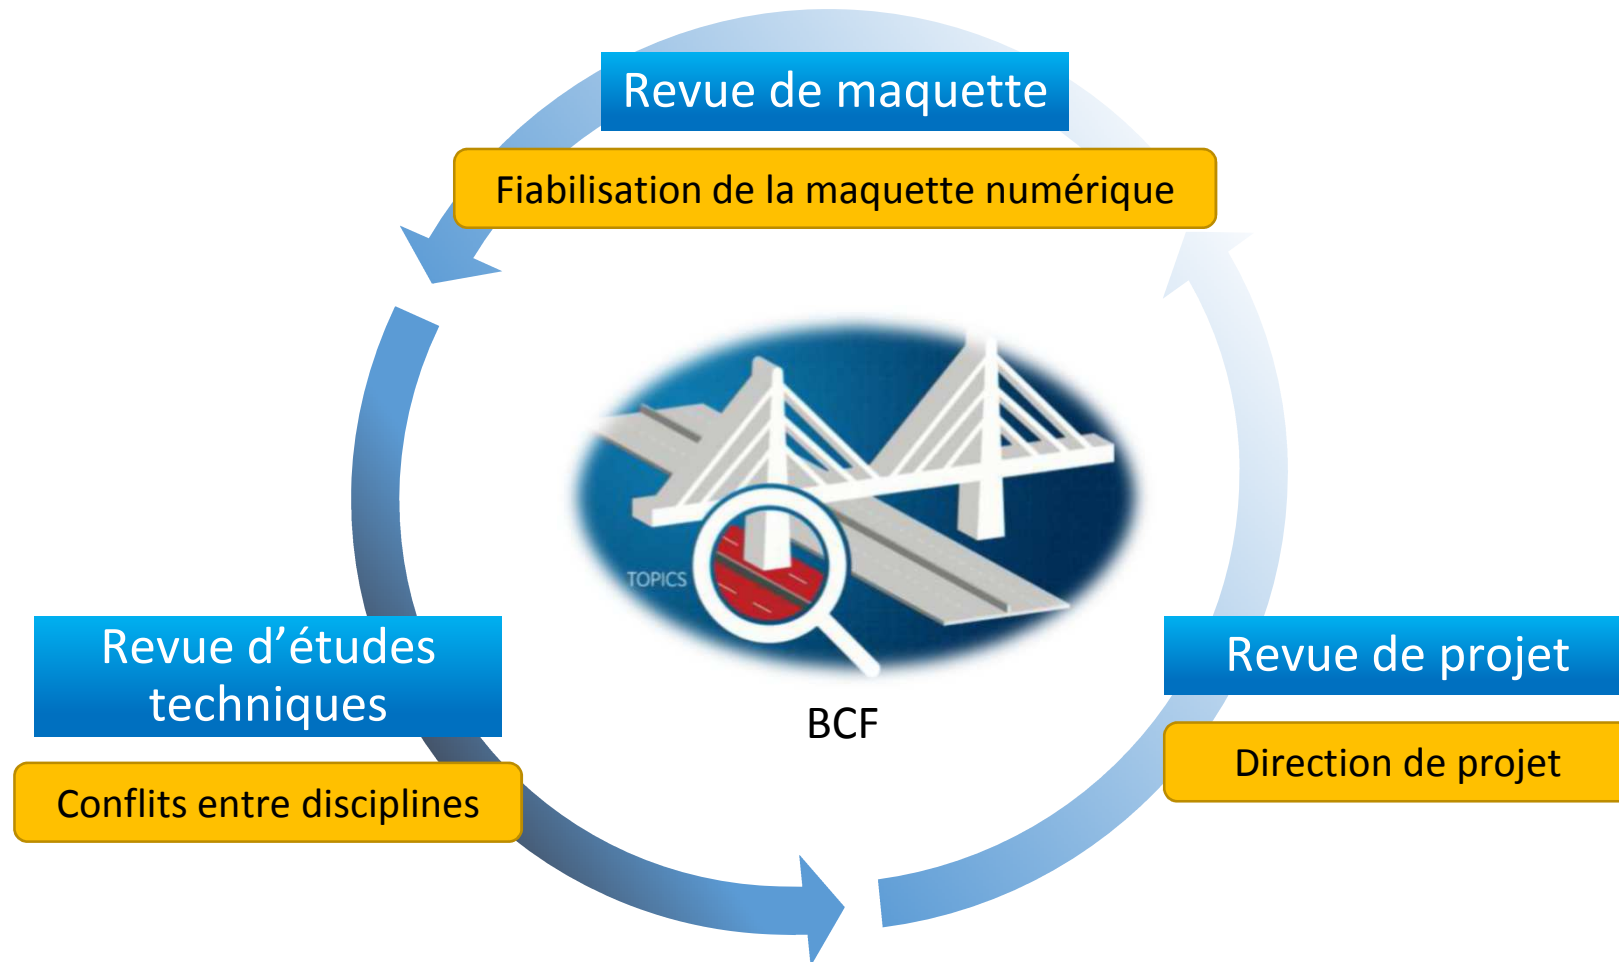 Revue de maquette
Fiabilisation de la maquette numérique
TOPICS
BCF
Revue d’études
techniques
Conflits entre disciplines
Revue de projet
Direction de projet